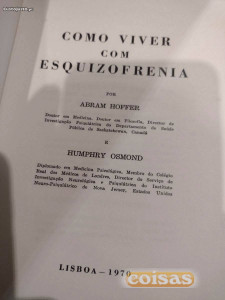 COMO VIVER
COM
ESQUIZOFRENIA
POR
ABRAM HOFFER
Doutor em Medicina, Doutor em Filosofia, Director de
Investigação Psiquiátrica do Departamento de Saúde
Pública de Saskatchewan, Canadá
E
HUMPHRY OSMOND
Diplomado em Medicina Psicológica, Membro do Colégio
Real dos Médicos de Londres, Director do Serviço de
Investigação Neurológica e Psiquiátrica do Instituto
Neuro-Psiquiátrico de Nova Jersey, Estados Unidos
LISBOA — 1970
coisas